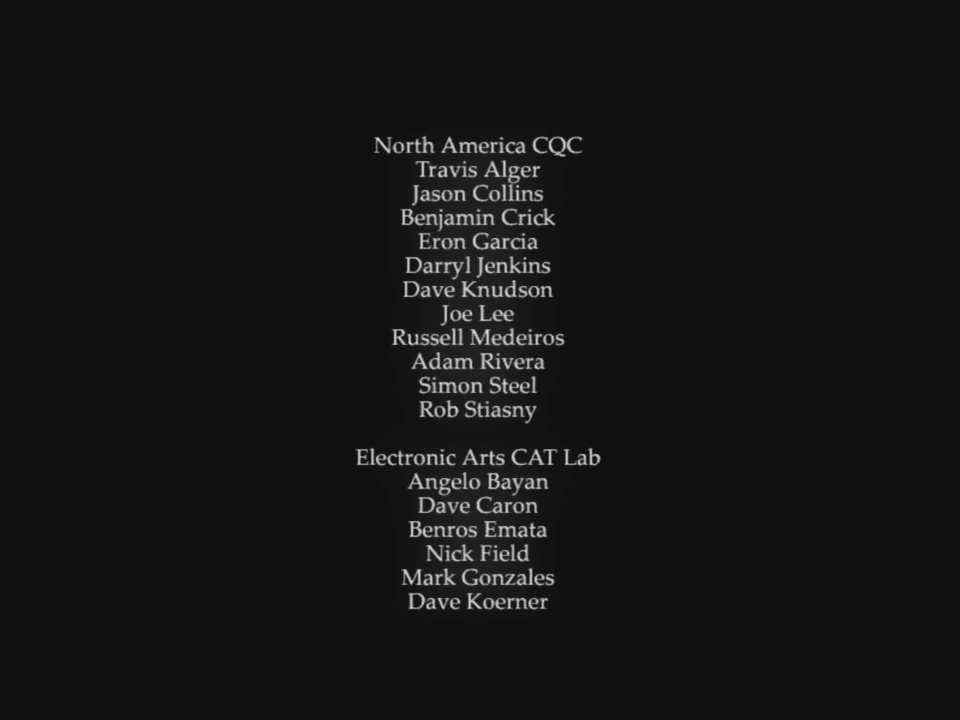 North America CQC
Travis Alger
Jason Collins
Benjamin Crick
Eron Garcia
Darryl Jenkins
Dave Knudson
Joe Lee
Russell Medeiros
Adam Rivera
Simon Steel
Rob Stiasny
Electronic Arts CAT Lab
Angelo Bayan
Dave Caron
Benros Emata
Nick Field
Mark Gonzales
Dave Koerner